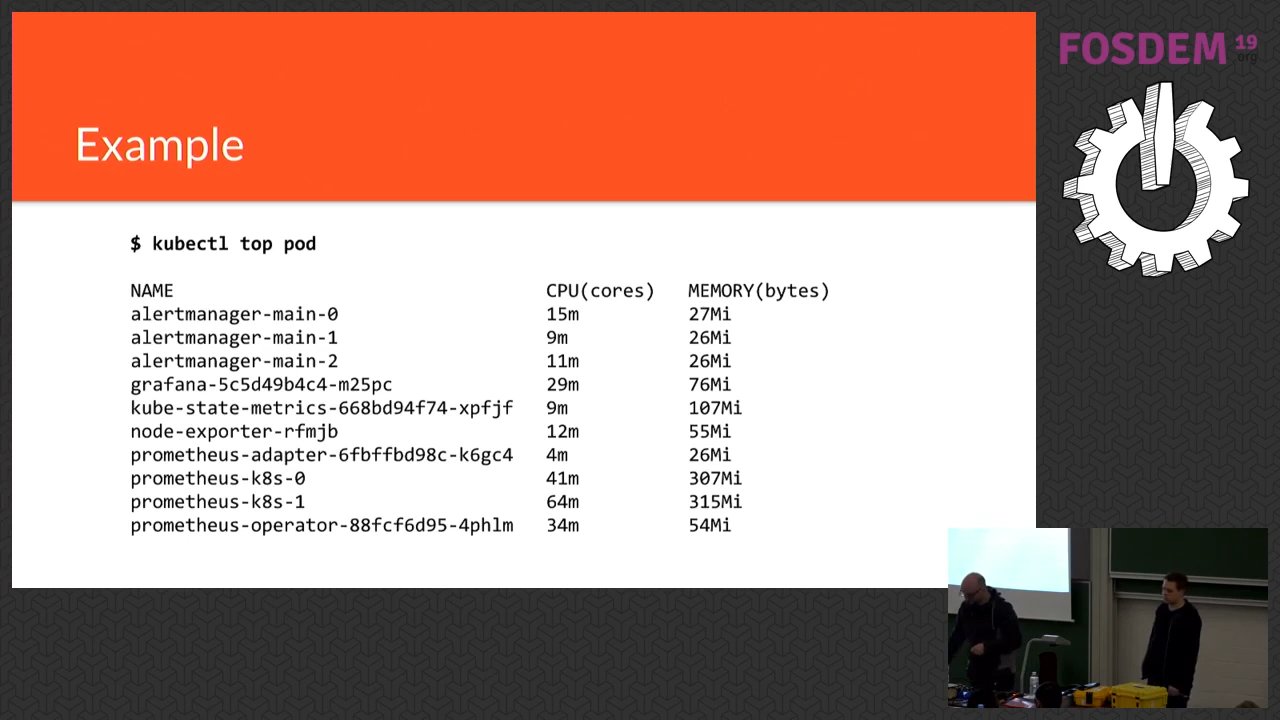 FOSDEM 19
.org
Example
$ kubectl top pod
NAME CPU(cores) MEMORY(bytes)
alertmanager-main-0 15m 27Mi
alertmanager-main-1 9m 26Mi
alertmanager-main-2 11m 26Mi
grafana-5c5d49b4c4-m25pc 29m 76Mi
kube-state-metrics-668bd94f74-xpfjf 9m 107Mi
node-exporter-rfmjb 12m 55Mi
prometheus-adapter-6fbffbd98c-k6gc4 4m 26Mi
prometheus-k8s-0 41m 307Mi
prometheus-k8s-1 64m 315Mi
prometheus-operator-88fcf6d95-4phlm 34m 54Mi